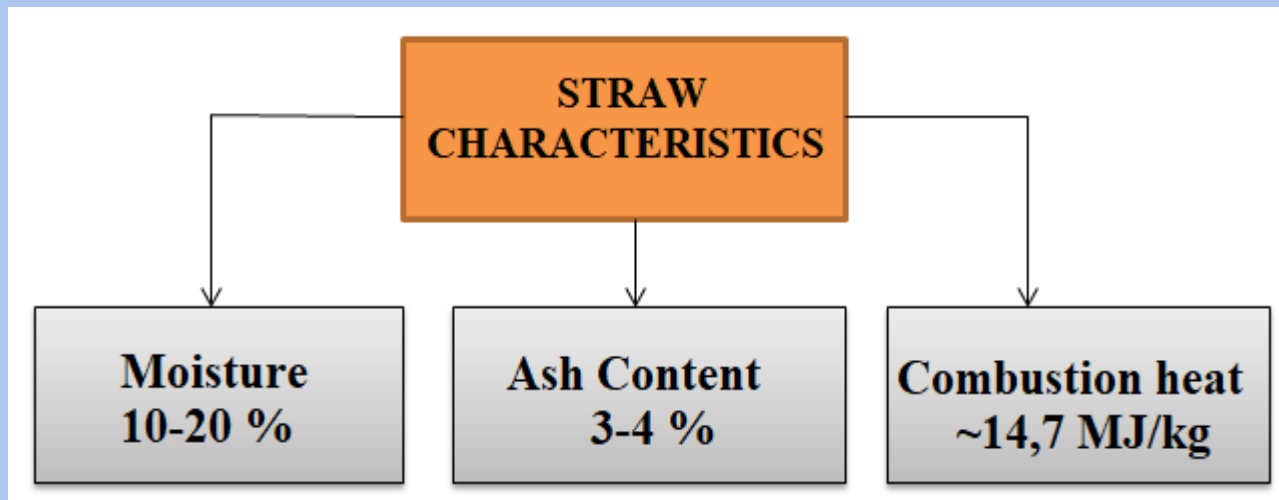 STRAW
CHARACTERISTICS
Moisture
10-20 %
Ash Content
3-4 %
Combustion heat
~14,7 MJ/kg